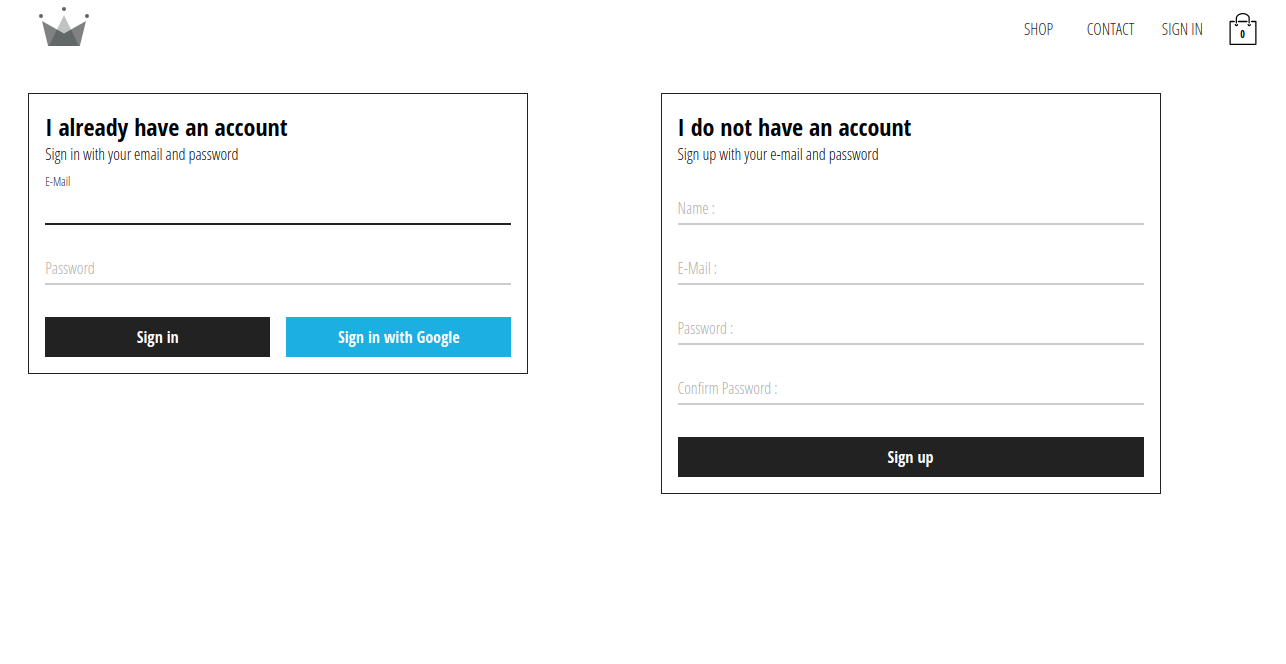 SHOP
CONTACT
SIGN IN
0
I already have an account
Sign in with your email and password
E-Mail
Password
Sign in
Sign in with Google
I do not have an account
Sign up with your e-mail and password
Name :
E-Mail :
Password :
Confirm Password :
Sign up